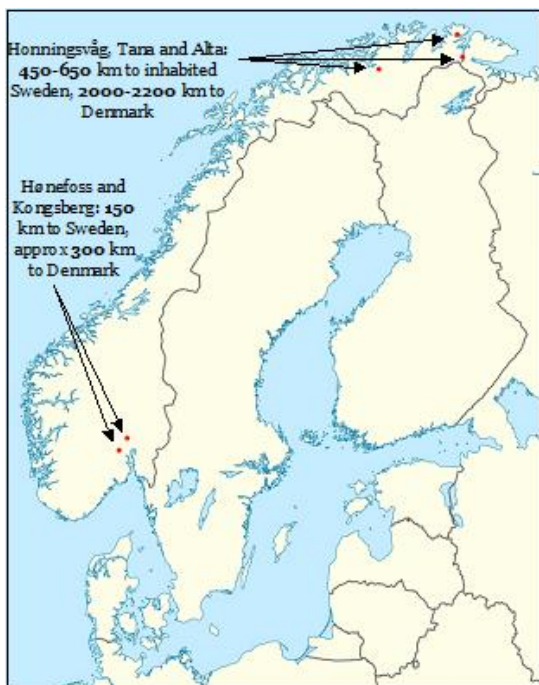 Honningsvåg, Tana and Alta:
450-650 km to inhabited
Sweden, 2000-2200 km to
Denmark
Hønefoss and
Kongsberg: 150
km to Sweden,
approx 300 km
to Denmark